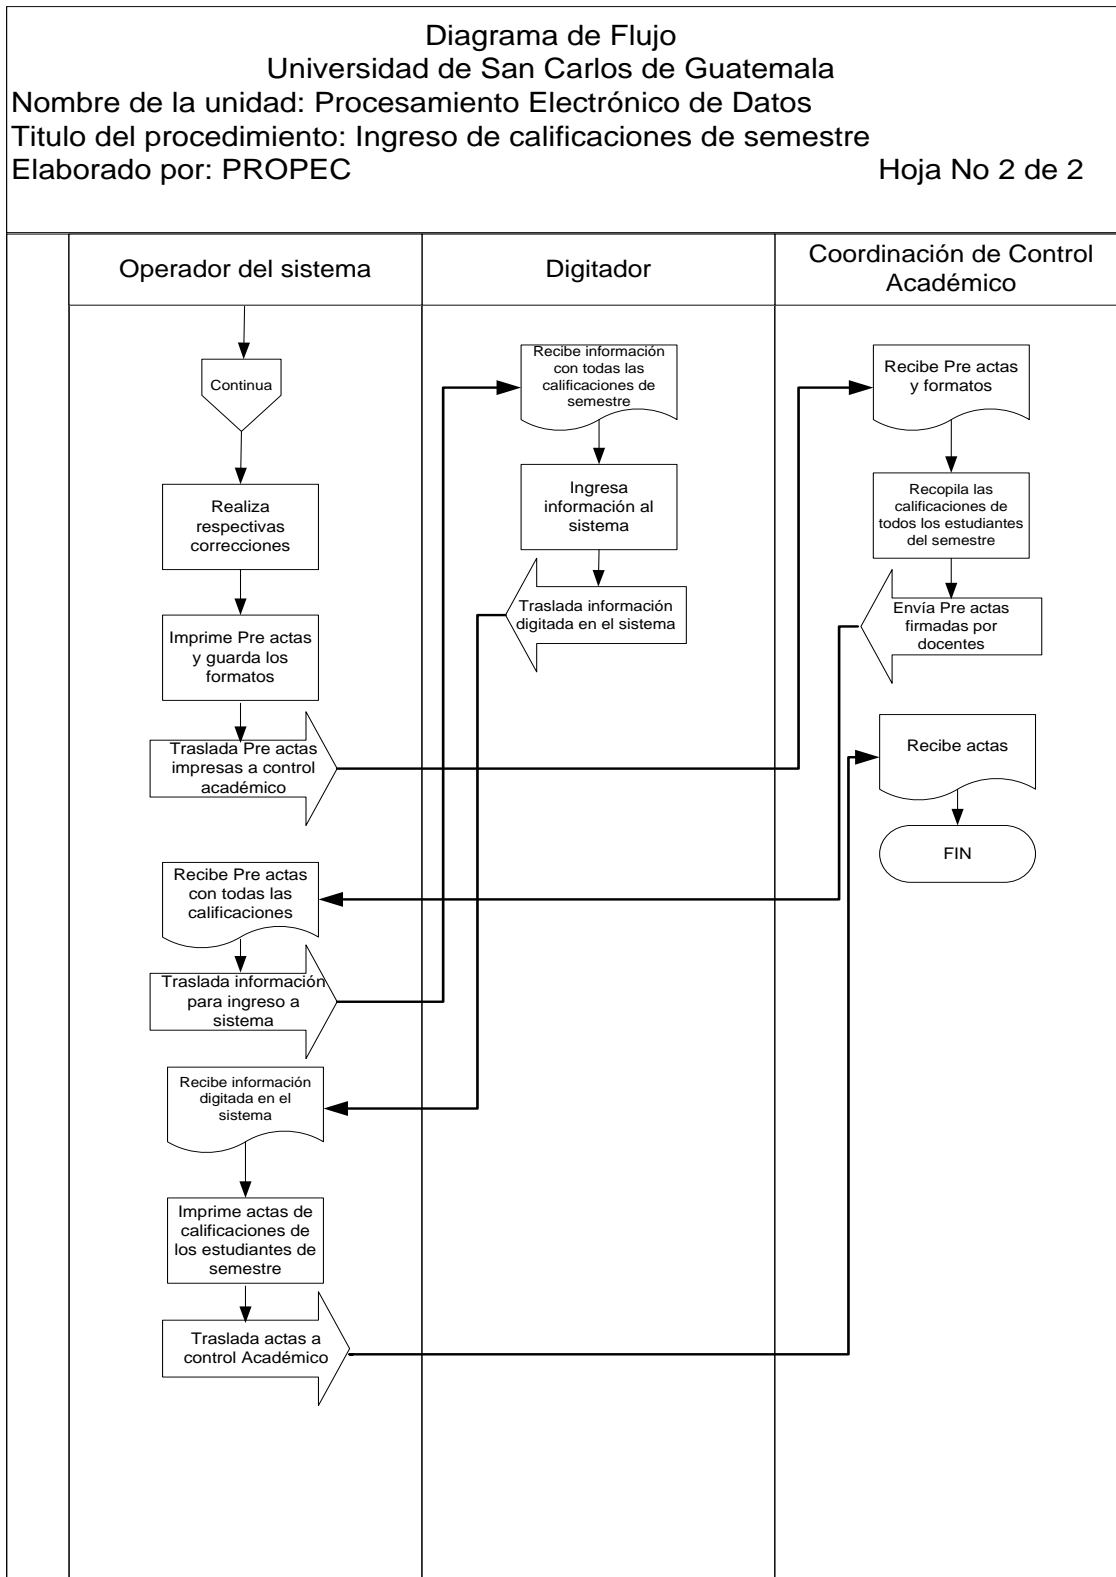 Diagrama de Flujo
Universidad de San Carlos de Guatemala
Nombre de la unidad: Procesamiento Electrónico de Datos
Titulo del procedimiento: Ingreso de calificaciones de semestre
Elaborado por: PROPEC Hoja No 2 de 2
Operador del sistema
Continua
Realiza
respectivas
correcciones
Imprime Pre actas
y guarda los
formatos
Traslada Pre actas
impresas a control
académico
Recibe Pre actas
con todas las
calificaciones
Traslada información
para ingreso a
sistema
Recibe información
digitada en el
sistema
Imprime actas de
calificaciones de
los estudiantes de
semestre
Traslada actas a
control Académico
Digitador
Recibe información
con todas las
calificaciones de
semestre
Ingresa
información al
sistema
Traslada información
digitada en el sistema
Coordinación de Control
Académico
Recibe Pre actas
y formatos
Recopila las
calificaciones de
todos los estudiantes
del semestre
Envía Pre actas
firmadas por
docentes
Recibe actas
FIN